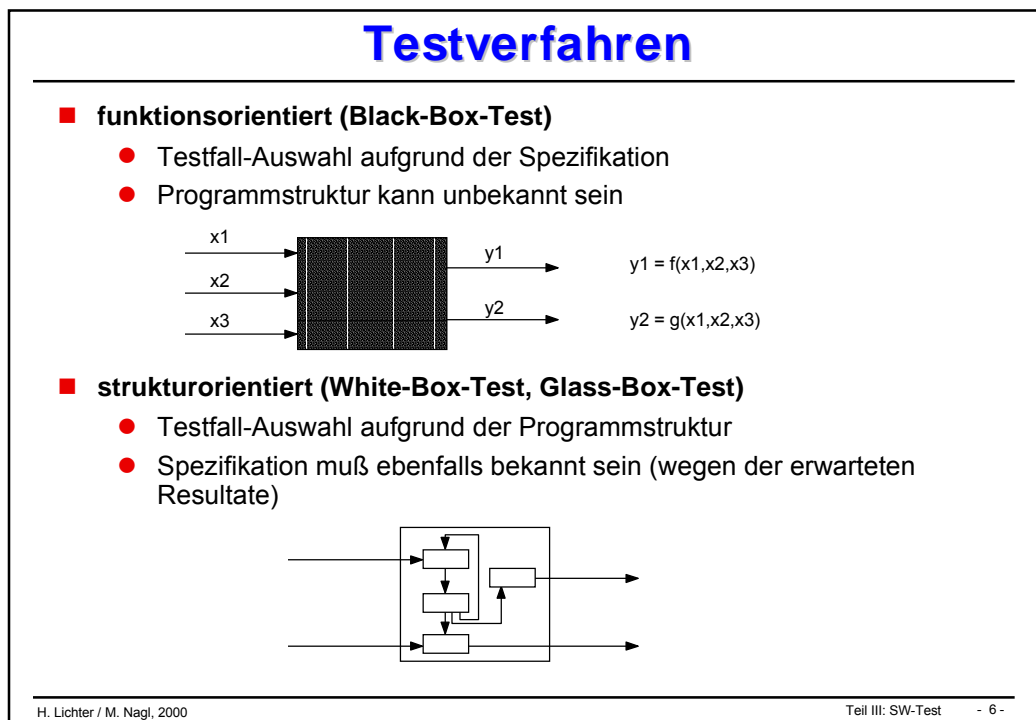 Testverfahren
funktionsorientiert (Black-Box-Test)
Testfall-Auswahl aufgrund der Spezifikation
Programmstruktur kann unbekannt sein
x1
x2
x3
y1
y2
y1 = f(x1,x2,x3)
y2 = g(x1,x2,x3)
strukturorientiert (White-Box-Test, Glass-Box-Test)
Testfall-Auswahl aufgrund der Programmstruktur
Spezifikation muß ebenfalls bekannt sein (wegen der erwarteten
Resultate)
H. Lichter / M. Nagl, 2000
Teil III: SW-Test - 6 -